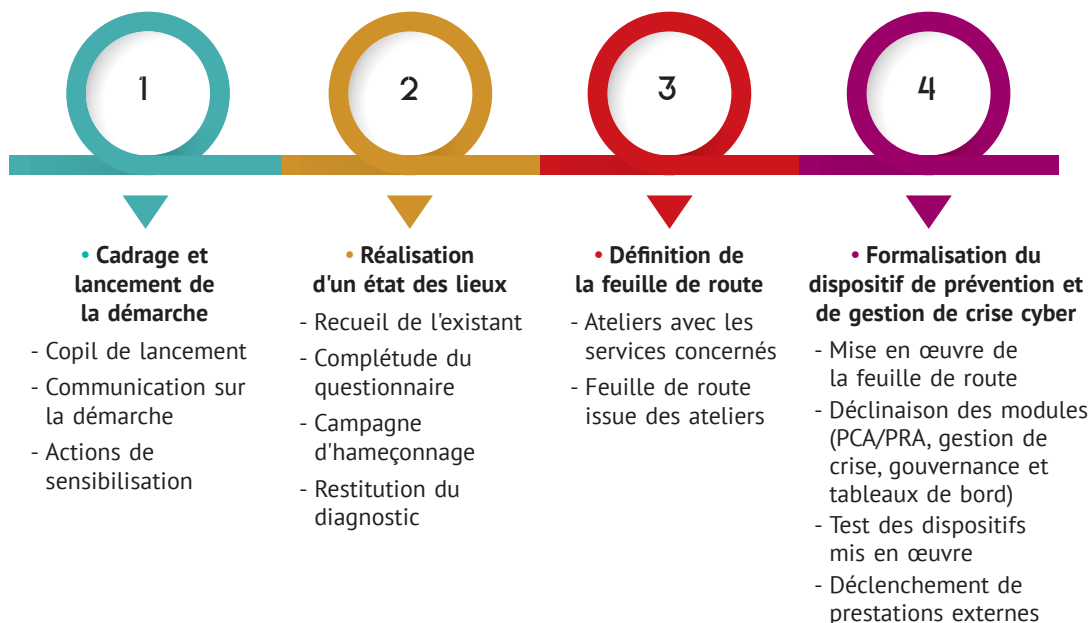 1
• Cadrage et
lancement de
la démarche
- Copil de lancement
- Communication sur
la démarche
- Actions de
sensibilisation
2
• Réalisation
d'un état des lieux
- Recueil de l'existant
- Complétude du
questionnaire
- Campagne
d'hameçonnage
- Restitution du
diagnostic
3
• Définition de
la feuille de route
- Ateliers avec les
services concernés
- Feuille de route
issue des ateliers
4
• Formalisation du
dispositif de prévention et
de gestion de crise cyber
- Mise en œuvre de
la feuille de route
- Déclinaison des modules
(PCA/PRA, gestion de
crise, gouvernance et
tableaux de bord)
- Test des dispositifs
mis en œuvre
- Déclenchement de
prestations externes